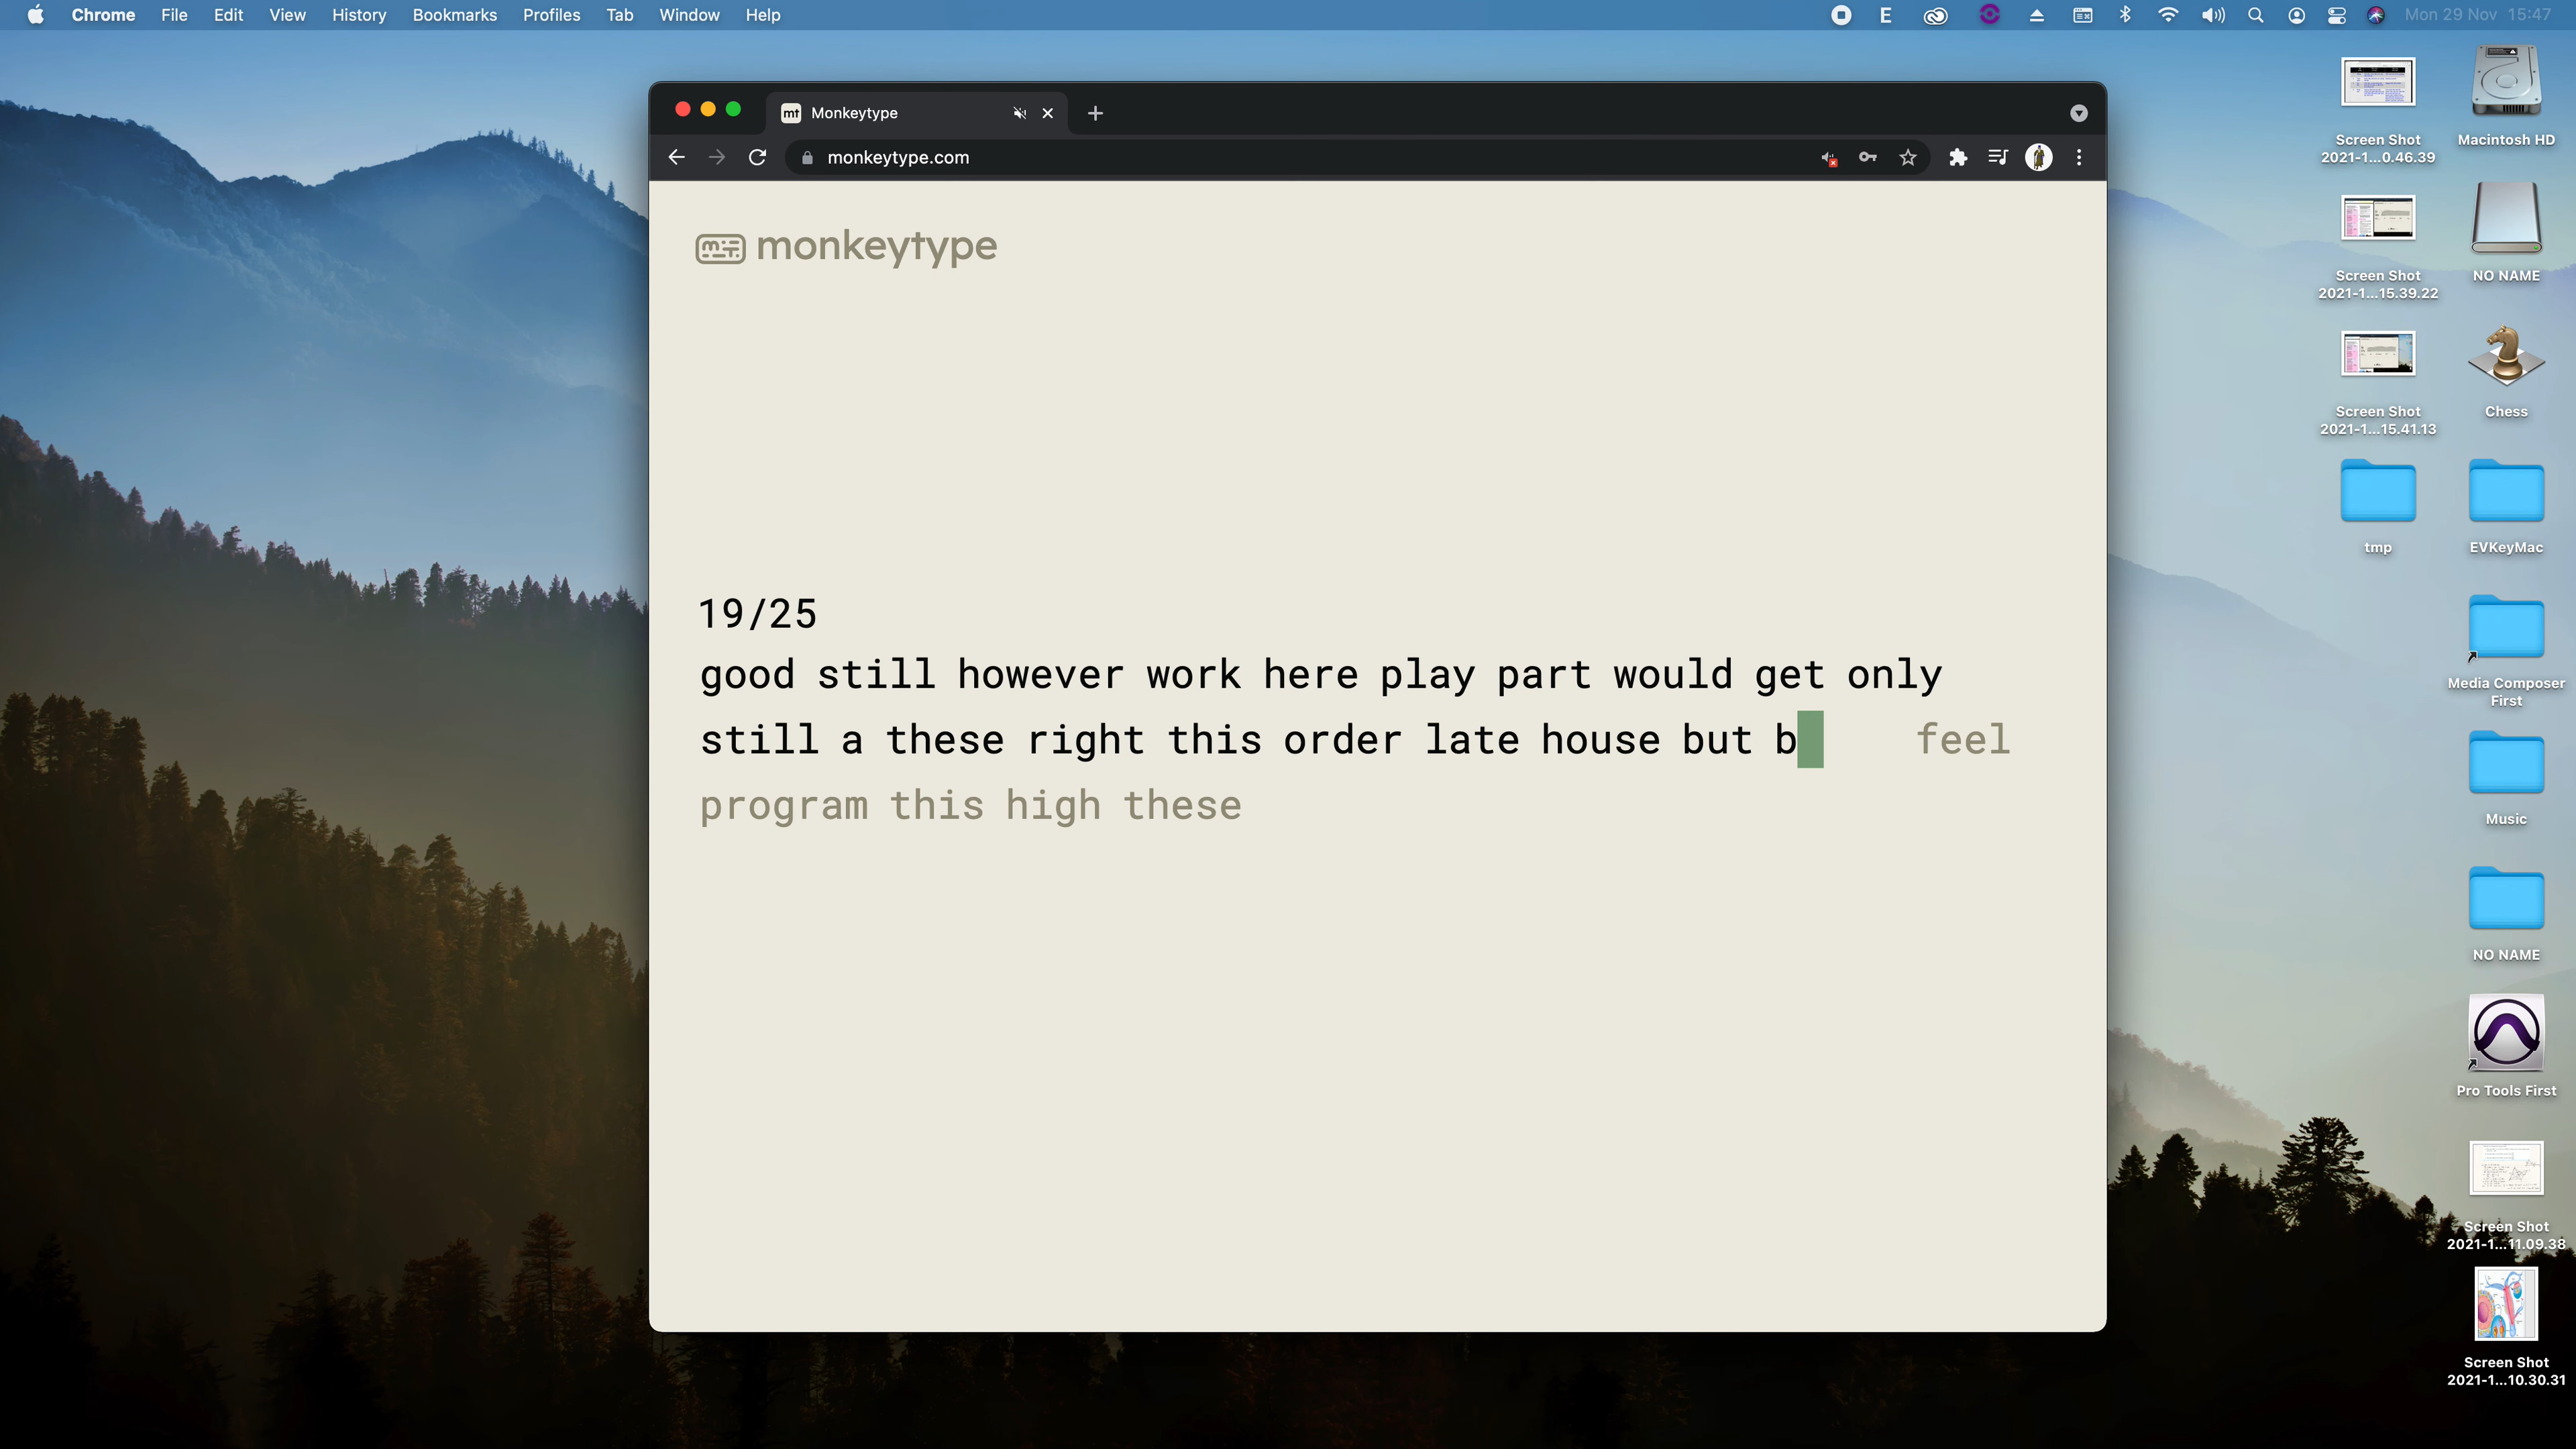 Chrome File Edit View History Bookmarks Profiles Tab Window Help
E
Mon 29 Nov 15:47
mt Monkeytype
monkeytype.com
monkeytype
19/25
good still however work here play part would get only
still a these right this order late house but b feel
program this high these
Screen Shot
2021-1...0.46.39
Macintosh HD
Screen Shot
2021-1...15.39.22
NO NAME
Screen Shot
2021-1...15.41.13
Chess
tmp
EVKeyMac
Media Composer
First
Music
NO NAME
Pro Tools First
Screen Shot
2021-1...11.09.38
Screen Shot
2021-1...10.30.31